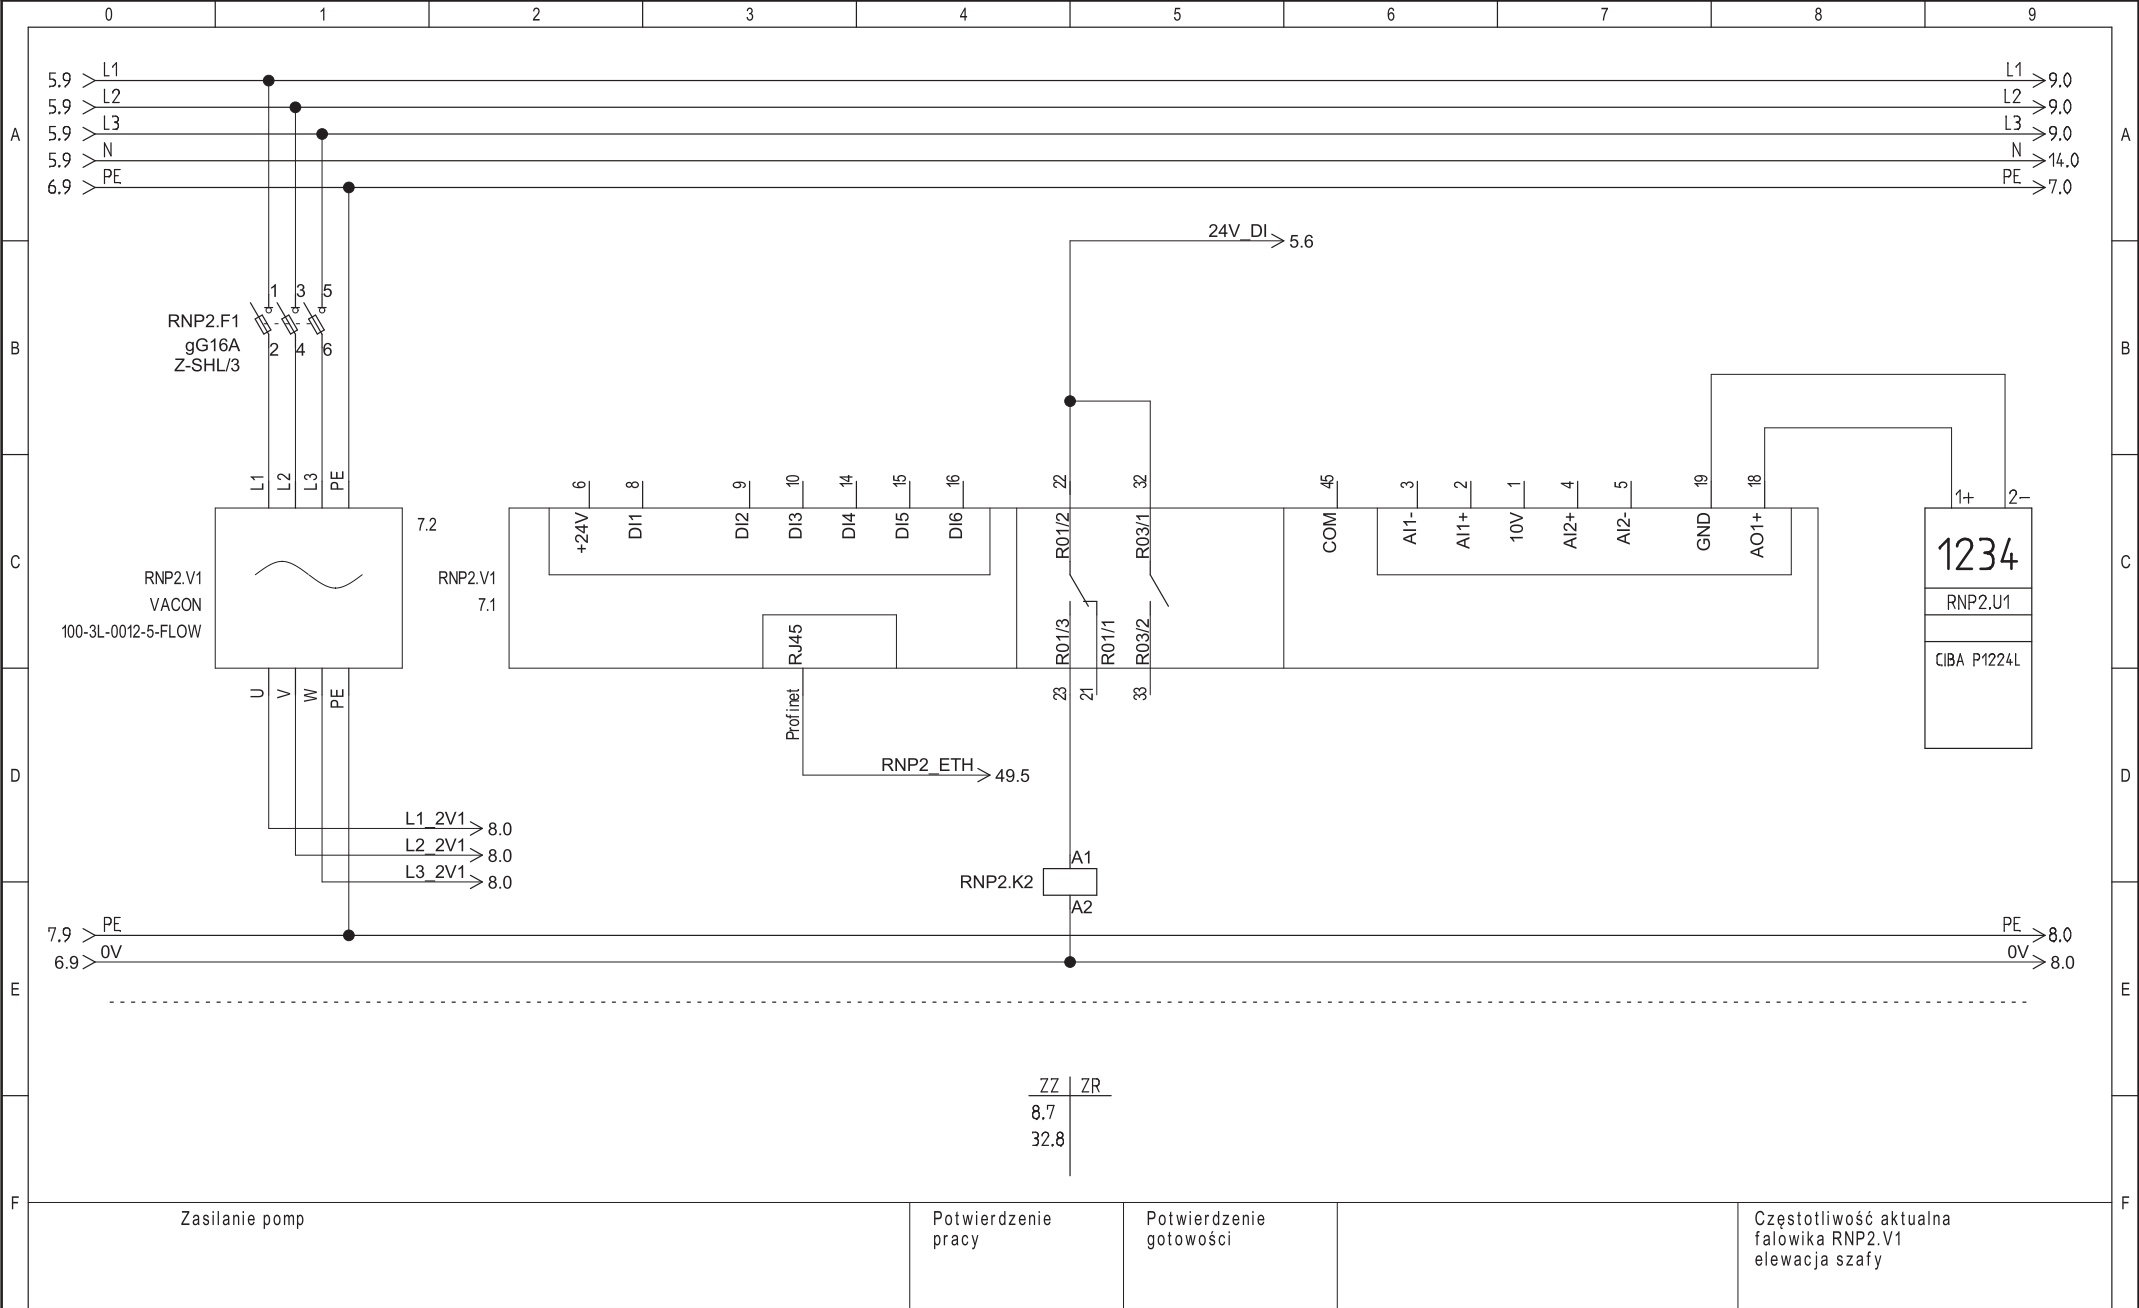 0 1 2 3 4 5 6 7 8 9
5.9 L1 L1 9.0
5.9 L2 L2 9.0
A 5.9 L3 L3 9.0 A
5.9 N N 14.0
6.9 PE PE 7.0
24V_DI 5.6
1 3 5
RNP2.F1
gG16A 2 4 6
B B
Z-SHL/3
L1 L2 L3 PE 6 8 9 10 14 15 16 22 32 45 3 2 1 4 5 19 18 1+ 2-
7.2 +24V DI1 DI2 DI3 DI4 DI5 DI6 R01/2 R03/1 COM AI1- AI1+ 10V AI2+ AI2- GND AO1+
C 1234 C
RNP2.V1 RNP2.V1
VACON 7.1 RNP2.U1
100-3L-0012-5-FLOW
RJ45 R01/3 R01/1 R03/2 CIBA P1224L
U V W PE Profinet 23 21 33
RNP2_ETH 49.5
D D
L1_2V1 8.0
L2_2V1 8.0
L3_2V1 8.0
A1
RNP2.K2
A2
7.9 PE PE 8.0
6.9 0V 0V 8.0
E E
ZZ ZR
8.7
32.8
F F
Zasilanie pomp
Potwierdzenie
pracy
Potwierdzenie
gotowości
Częstotliwość aktualna
falowika RNP2.V1
elewacja szafy